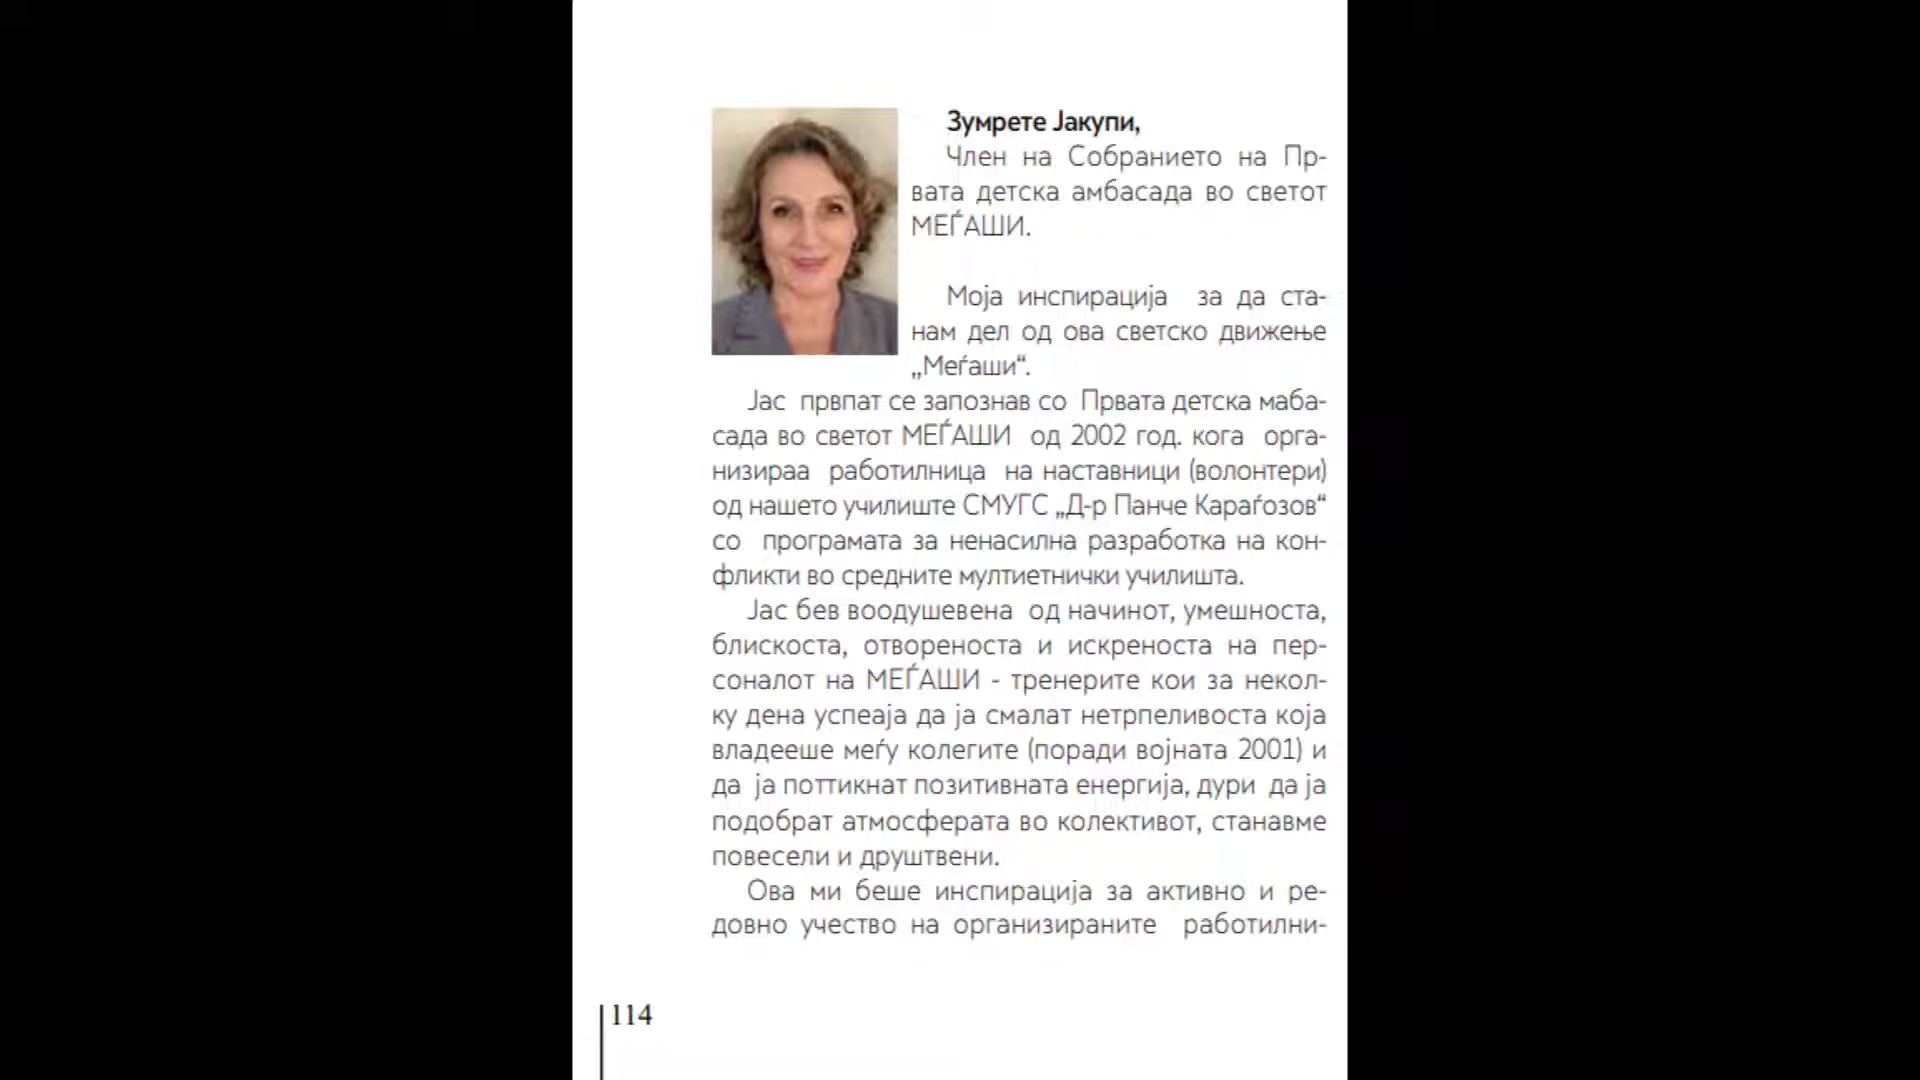 Зумрете Јакупи,
Член на Собранието на Пр-
вата детска амбасада во светот
МЕЃАШИ.
Моја инспирација за да ста-
нам дел од ова светско движење
„Меѓаши“.
Јас првпат се запознав со Првата детска маба-
сада во светот МЕЃАШИ од 2002 год. кога орга-
низираа работилница на наставници (волонтери)
од нашето училиште СМУГС „Д-р Панче Караѓозов“
со програмата за ненасилна разработка на кон-
фликти во средните мултиетнички училишта.
Јас бев воодушевена од начинот, умешноста,
блискоста, отвореноста и искреноста на пер-
соналот на МЕЃАШИ - тренерите кои за некол-
ку дена успеаја да ја смалат нетрпеливоста која
владееше меѓу колегите (поради војната 2001) и
да ја поттикнат позитивната енергија, дури да ја
подобрат атмосферата во колективот, станавме
повесели и друштвени.
Ова ми беше инспирација за активно и ре-
довно учество на организираните работилни-
114